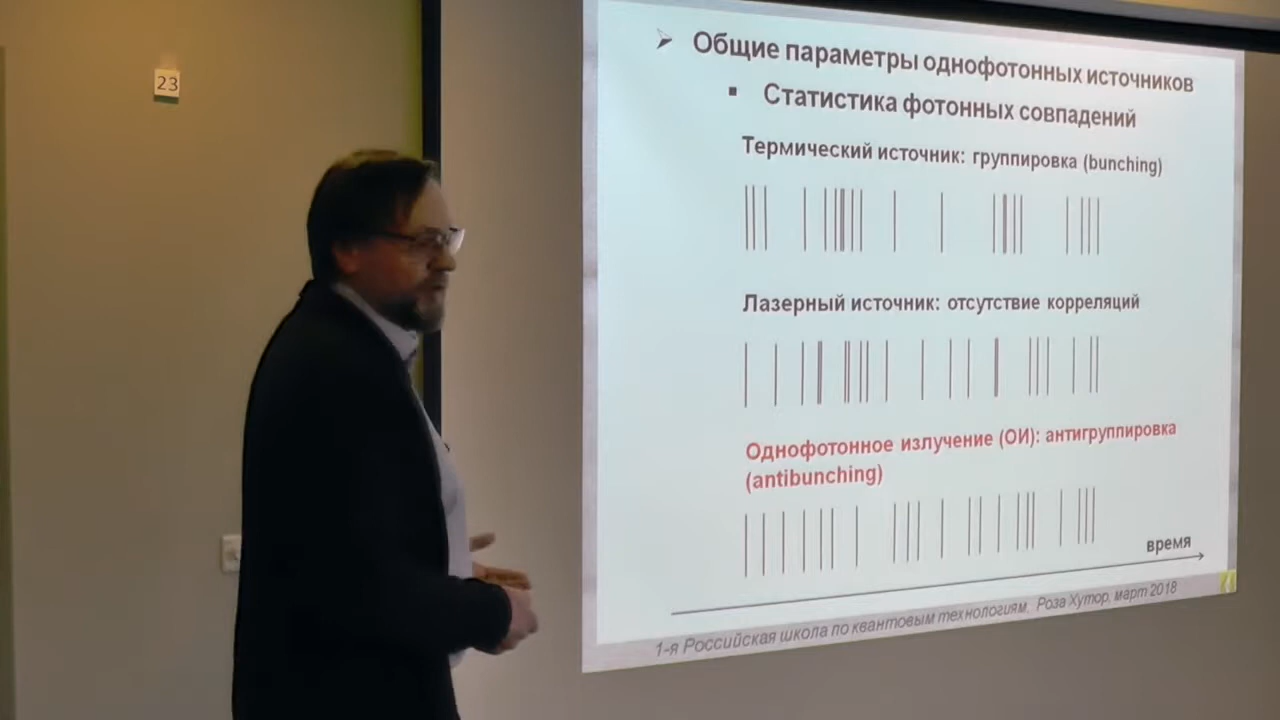 23
Общие параметры однофотонных источников
Статистика фотонных совпадений
Термический источник: группировка (bunching)
Лазерный источник: отсутствие корреляций
Однофотонное излучение (ОИ): антигруппировка
(antibunching)
время
1-я Российская школа по квантовым технологиям, Роза Хутор, март 2018